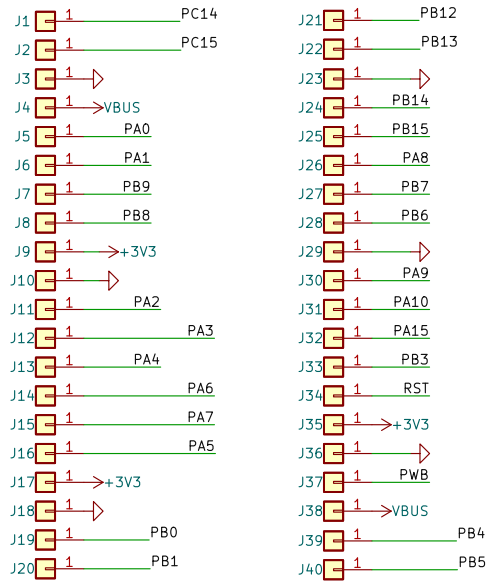 J1 1 PC14
J2 1 PC15
J3 1
J4 1 VBUS
J5 1 PA0
J6 1 PA1
J7 1 PB9
J8 1 PB8
J9 1 +3V3
J10 1
J11 1 PA2
J12 1 PA3
J13 1 PA4
J14 1 PA6
J15 1 PA7
J16 1 PA5
J17 1 +3V3
J18 1
J19 1 PB0
J20 1 PB1
J21 1 PB12
J22 1 PB13
J23 1
J24 1 PB14
J25 1 PB15
J26 1 PA8
J27 1 PB7
J28 1 PB6
J29 1
J30 1 PA9
J31 1 PA10
J32 1 PA15
J33 1 PB3
J34 1 RST
J35 1 +3V3
J36 1
J37 1 PWB
J38 1 VBUS
J39 1 PB4
J40 1 PB5